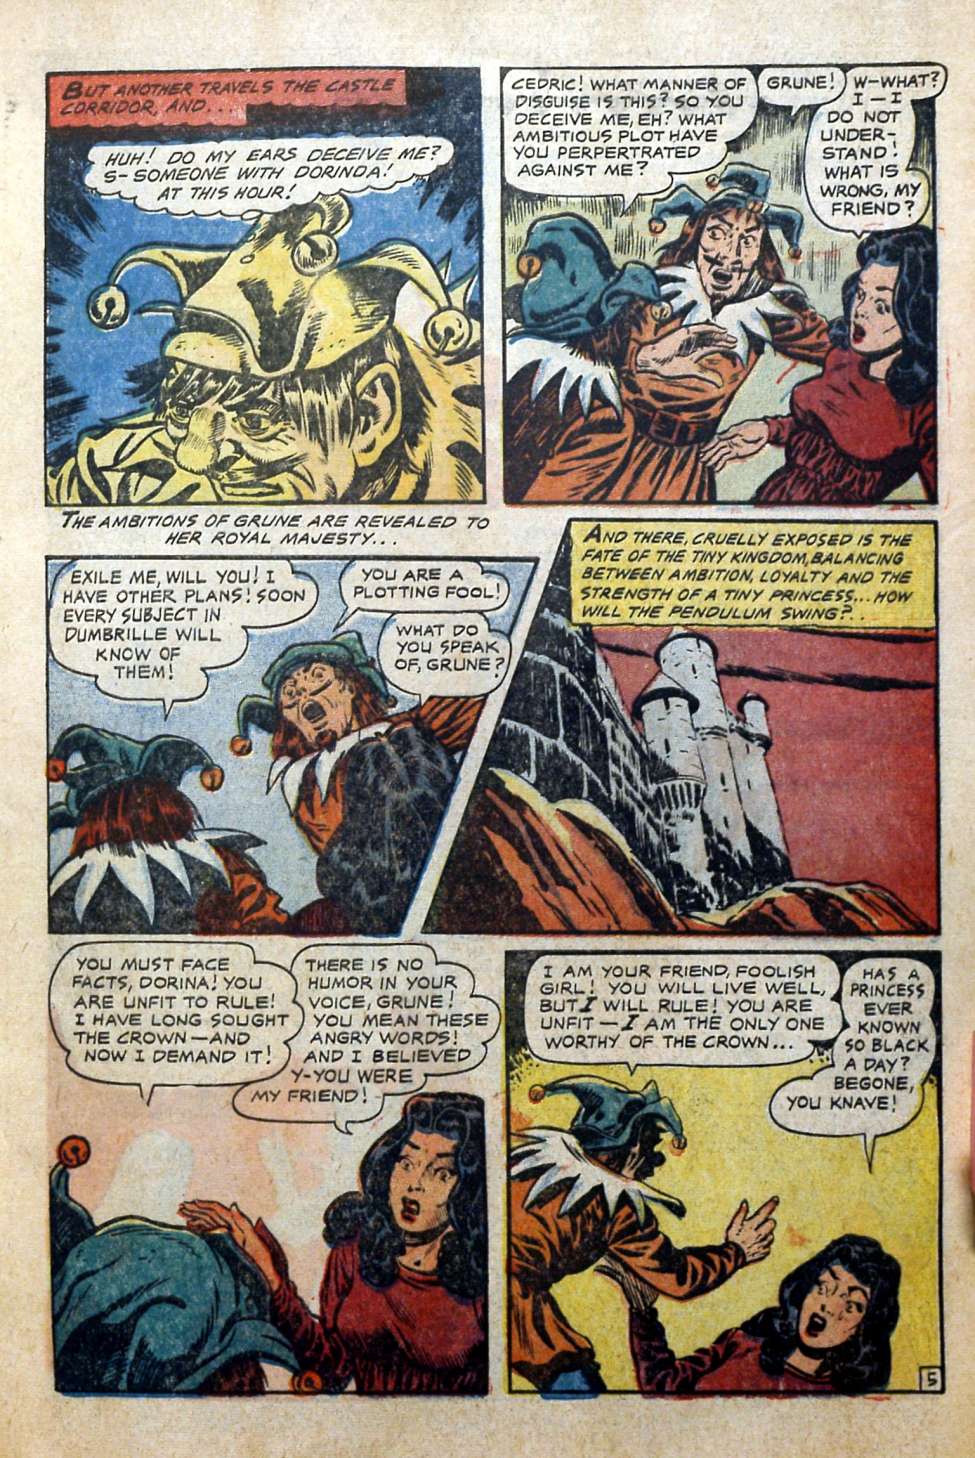 BUT ANOTHER TRAVELS THE CASTLE
CORRIDOR, AND...
HUH! DO MY EARS DECEIVE ME?
S-SOMEONE WITH DORINDA!
AT THIS HOUR!
CEDRIC! WHAT MANNER OF
DISGUISE IS THIS? SO YOU
DECEIVE ME, EH? WHAT
AMBITIOUS PLOT HAVE
YOU PERPERTRATED
AGAINST ME?
GRUNE!
W-WHAT?
I-I
DO NOT
UNDER-
STAND!
WHAT IS
WRONG, MY
FRIEND?
THE AMBITIONS OF GRUNE ARE REVEALED TO
HER ROYAL MAJESTY...
EXILE ME, WILL YOU! I
HAVE OTHER PLANS! SOON
EVERY SUBJECT IN
DUMBRILLE WILL
KNOW OF
THEM!
YOU ARE A
PLOTTING FOOL!
WHAT DO
YOU SPEAK
OF, GRUNE?
AND THERE, CRUELLY EXPOSED IS THE
FATE OF THE TINY KINGDOM, BALANCING
BETWEEN AMBITION, LOYALTY AND THE
STRENGTH OF A TINY PRINCESS... HOW
WILL THE PENDULUM SWING?..
YOU MUST FACE
FACTS, DORINA! YOU
ARE UNFIT TO RULE!
I HAVE LONG SOUGHT
THE CROWN—AND
NOW I DEMAND IT!
THERE IS NO
HUMOR IN YOUR
VOICE, GRUNE!
YOU MEAN THESE
ANGRY WORDS!
AND I BELIEVED
Y-YOU WERE
MY FRIEND!
I AM YOUR FRIEND, FOOLISH
GIRL! YOU WILL LIVE WELL,
BUT I WILL RULE! YOU ARE
UNFIT—I AM THE ONLY ONE
WORTHY OF THE CROWN...
HAS A
PRINCESS
EVER
KNOWN
SO BLACK
A DAY?
BEGONE,
YOU KNAVE!
5